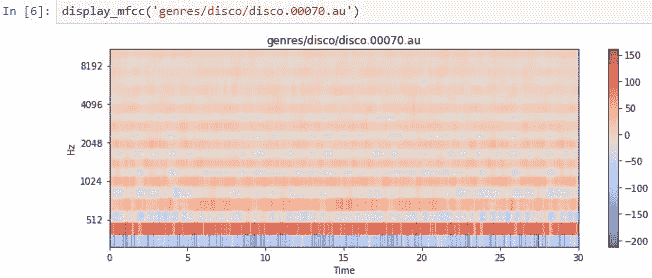 In [6]: display_mfcc('genres/disco/disco.00070.au')
genres/disco/disco.00070.au
8192
4096
2048
1024
512
Hz
0 5 10 15 20 25 30
Time
150
100
50
0
−50
−100
−150
−200